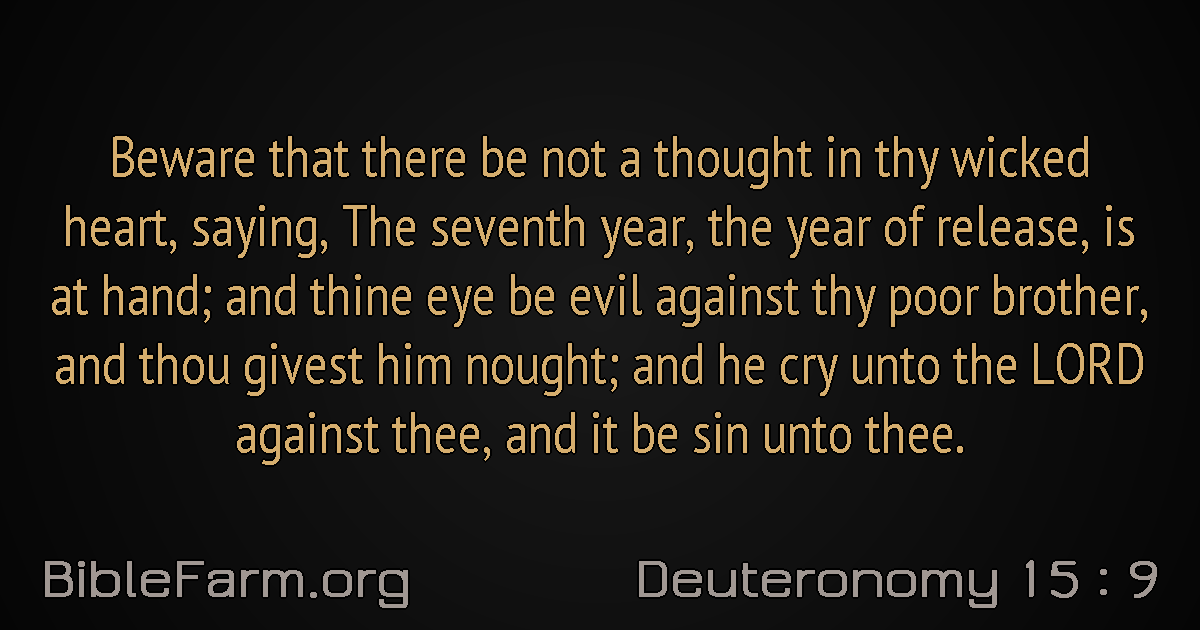 Beware that there be not a thought in thy wicked
heart, saying, The seventh year, the year of release, is
at hand; and thine eye be evil against thy poor brother,
and thou givest him nought; and he cry unto the LORD
against thee, and it be sin unto thee.
BibleFarm.org
Deuteronomy 15 : 9